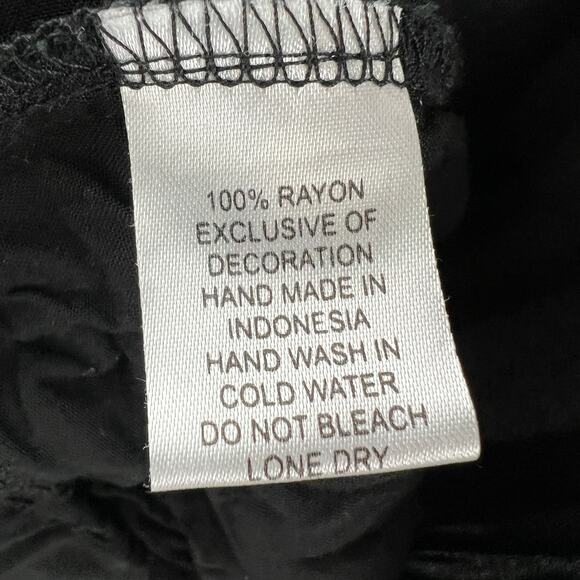 100% RAYON
EXCLUSIVE OF
DECORATION
HAND MADE IN
INDONESIA
HAND WASH IN
COLD WATER
DO NOT BLEACH
LONE DRY